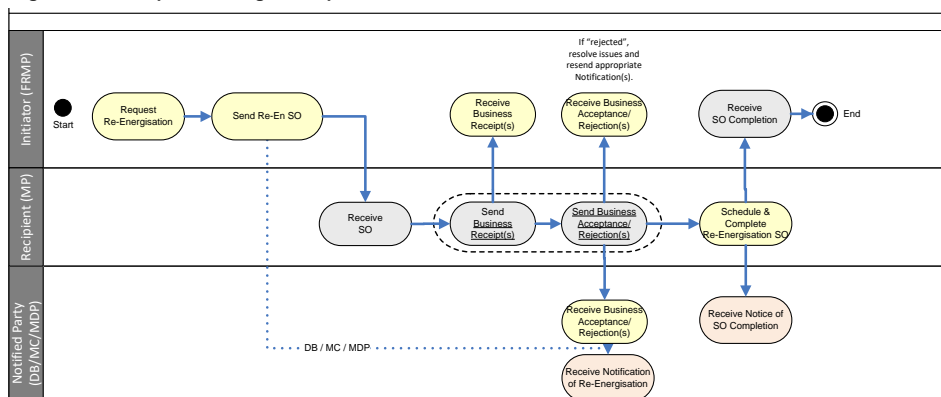 If "rejected",
resolve issues and
resend appropriate
Notification(s).
Initiator (FRMP)
Start
Request
Re-Energisation
Send Re-En SO
Receive
Business
Receipt(s)
Receive Business
Acceptance/
Rejection(s)
Receive
SO Completion
End
Recipient (MP)
Receive
SO
Send
Business
Receipt(s)
Send Business
Acceptance/
Rejection(s)
Schedule &
Complete
Re-Energisation SO
Notified Party
(DB/MC/MDP)
Receive Business
Acceptance/
Rejection(s)
Receive Notice of
SO Completion
DB / MC / MDP
Receive Notification
of Re-Energisation